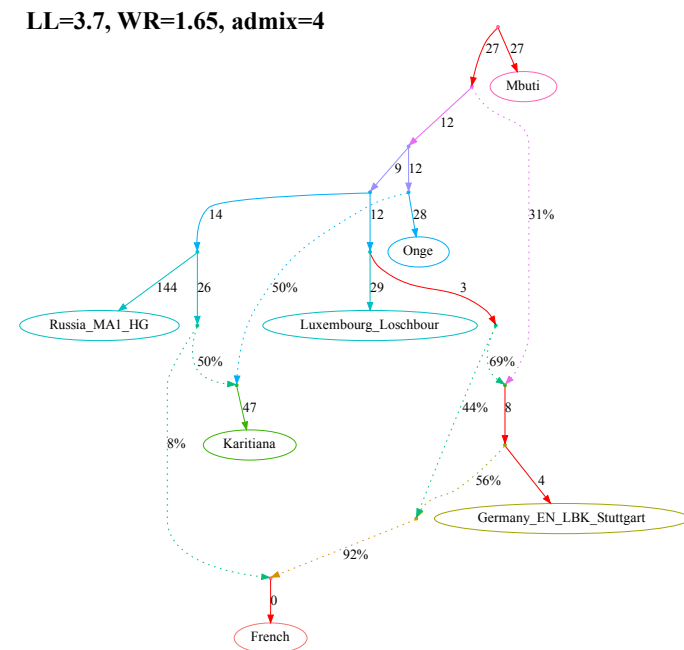 LL=3.7, WR=1.65, admix=4
27 27
Mbuti
12
9 12
14 12 28 31%
Onge
144 26 50% 29 3
Russia_MA1_HG Luxembourg_Loschbour
50% 69%
47 44% 8
8% Karitiana
56% 4
Germany_EN_LBK_Stuttgart
92%
0
French